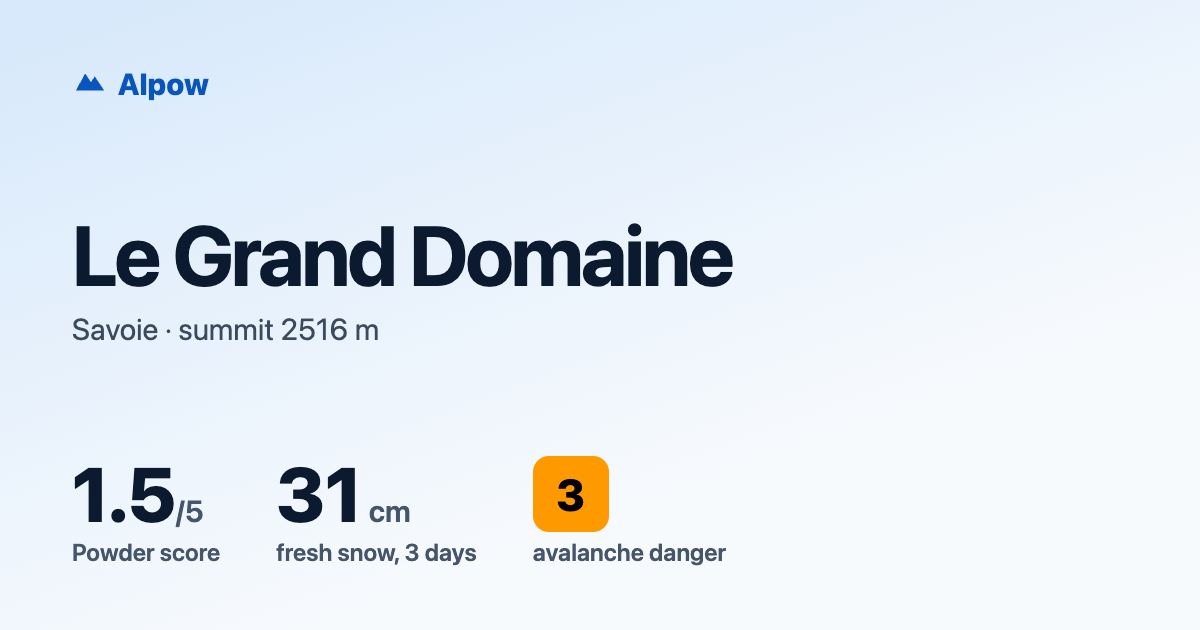 Alpow
Le Grand Domaine
Savoie · summit 2516 m
1.5/5
Powder score
31 cm
fresh snow, 3 days
3
avalanche danger